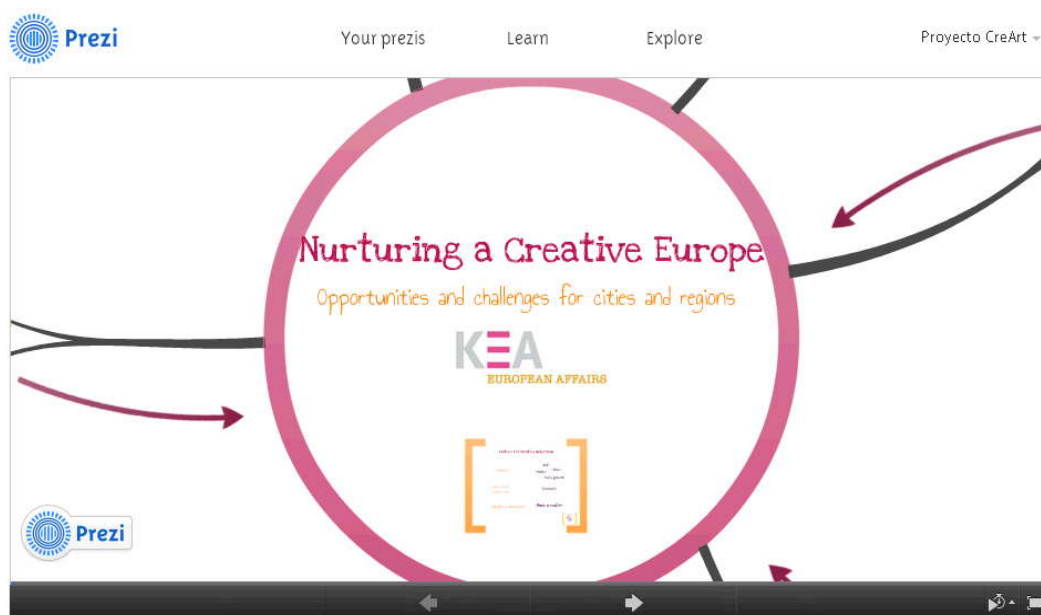 Prezi
Your prezis
Learn
Explore
Proyecto CreArt
Nurturing a Creative Europe
Opportunities and challenges for cities and regions
KEA
EUROPEAN AFFAIRS
Prezi